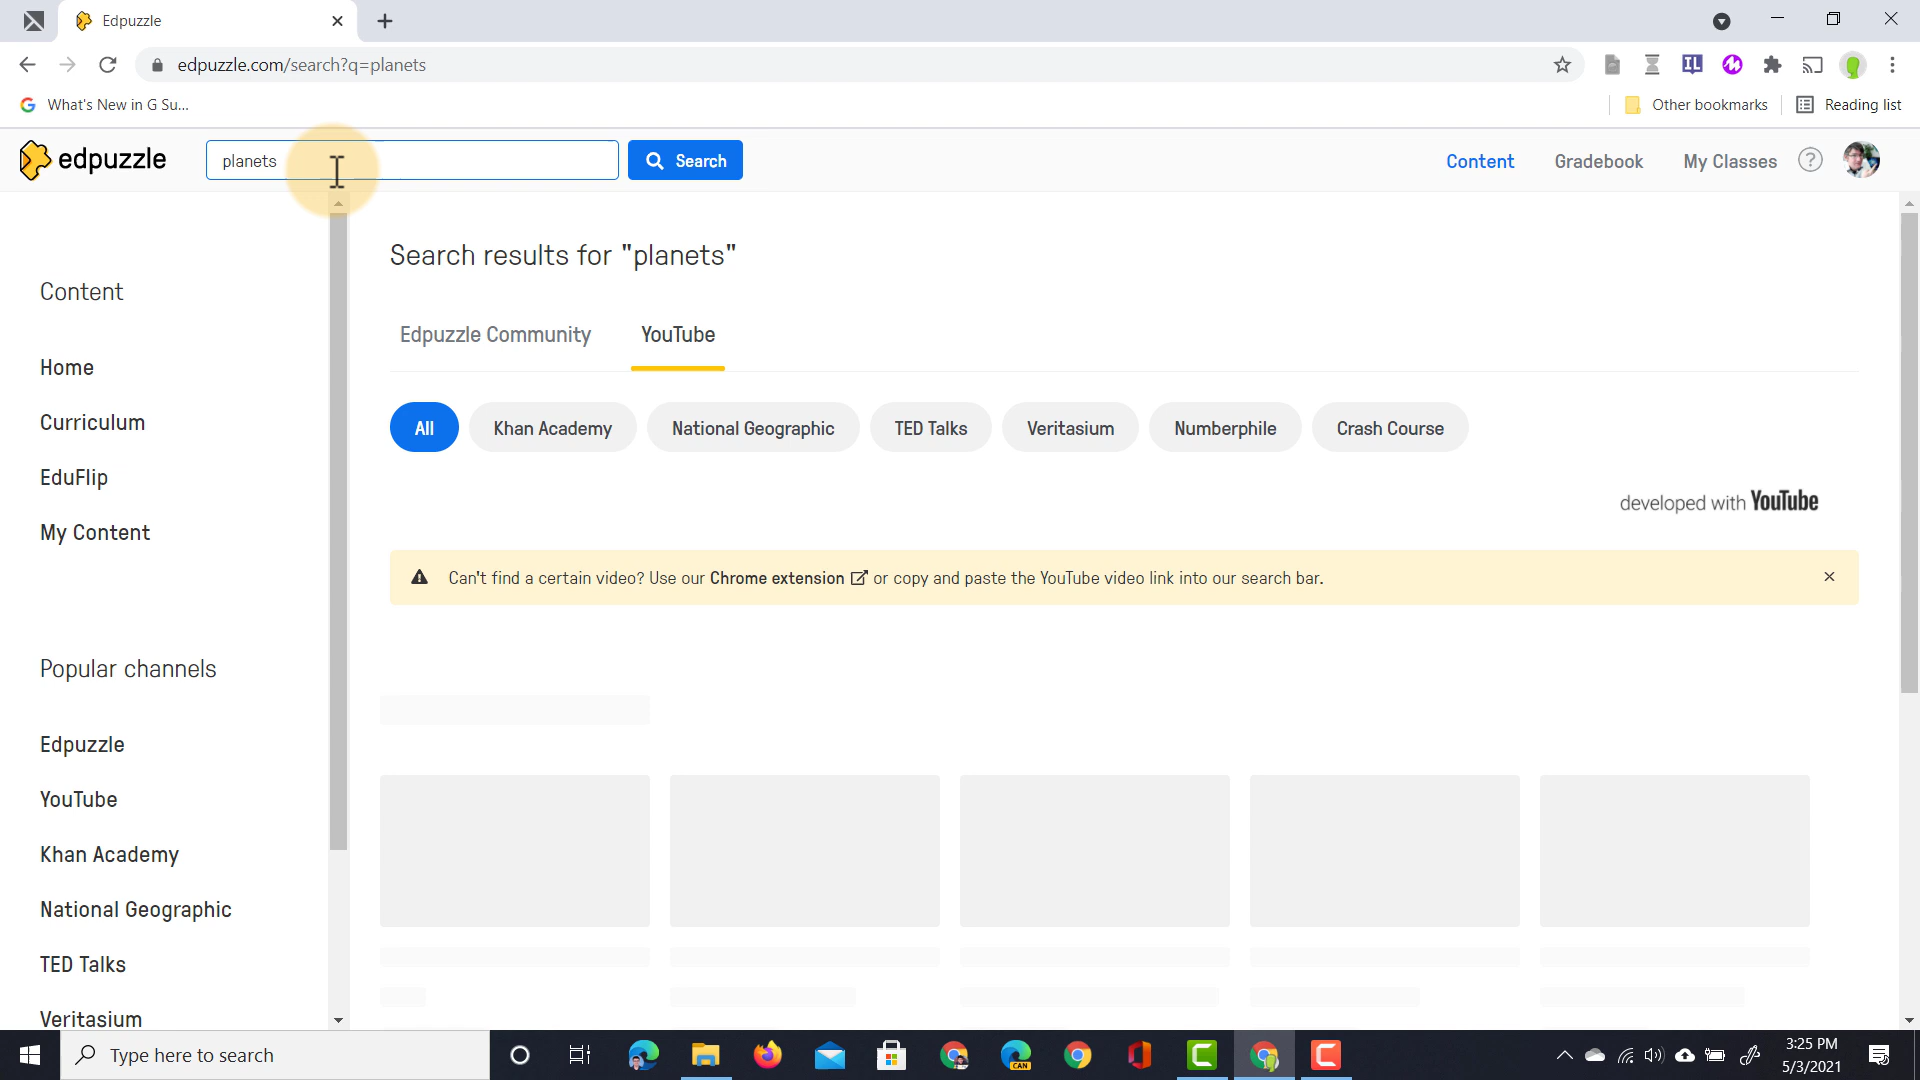 Edpuzzle
edpuzzle.com/search?q=planets
IL
What's New in G Su...
Other bookmarks
Reading list
edpuzzle
planets
Search
Content
Gradebook
My Classes
?
Search results for "planets"
Content
Edpuzzle Community
YouTube
Home
Curriculum
All
Khan Academy
National Geographic
TED Talks
Veritasium
Numberphile
Crash Course
EduFlip
developed with YouTube
My Content
Can't find a certain video? Use our Chrome extension or copy and paste the YouTube video link into our search bar.
Popular channels
Edpuzzle
YouTube
Khan Academy
National Geographic
TED Talks
Veritasium
Type here to search
CAN
3:25 PM
5/3/2021